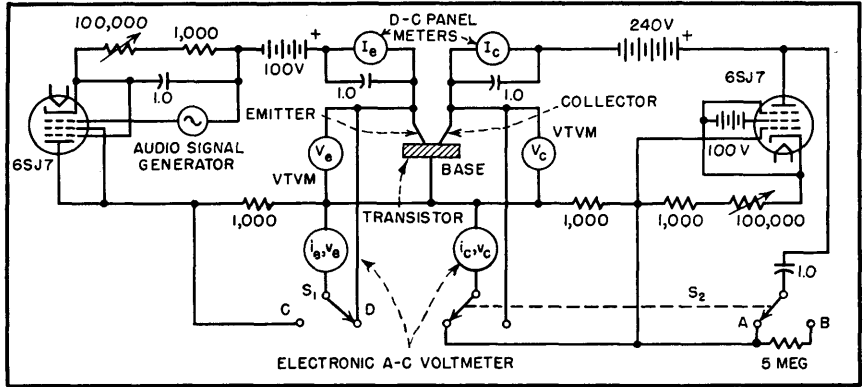 D-C PANEL
METERS
100,000
1,000
100V
+
Ie
Ic
240V
+
1.0
1.0
1.0
6SJ7
EMITTER
COLLECTOR
6SJ7
AUDIO SIGNAL
GENERATOR
Ve
VTVM
BASE
TRANSISTOR
Vc
VTVM
100 V
1,000
1,000
1,000
100,000
ie,ve
ic,vc
1.0
S1
S2
C
D
A
B
ELECTRONIC A-C VOLTMETER
5 MEG